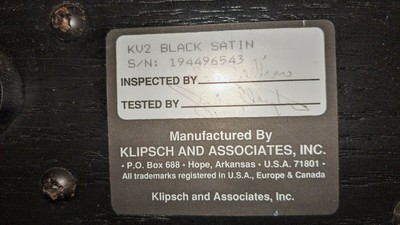 KV2 BLACK SATIN
S/N: 194496543
INSPECTED BY
TESTED BY
Manufactured By
KLIPSCH AND ASSOCIATES, INC.
• P.O. Box 688 • Hope, Arkansas • U.S.A. 71801 •
All trademarks registered in U.S.A., Europe & Canada
Klipsch and Associates, Inc.